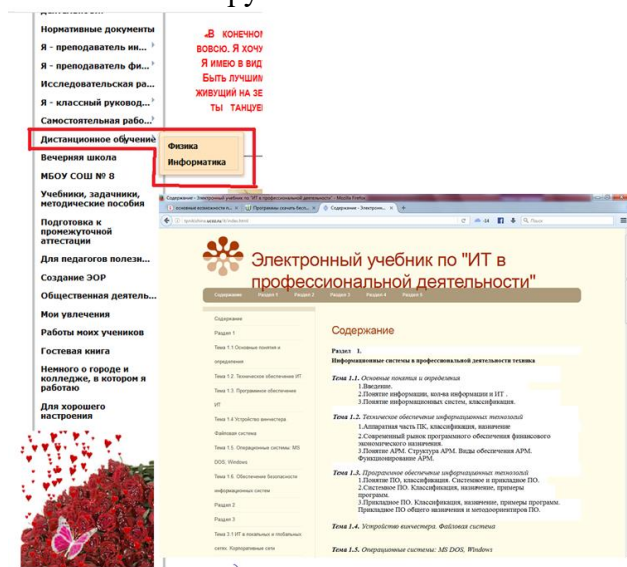 Нормативные документы
Я - преподаватель ин...
Я - преподаватель фи...
Исследовательская ра...
Я - классный руковод...
Самостоятельная рабо...
Дистанционное обучение
Вечерняя школа
МБОУ СОШ № 8
Учебники, задачники,
методические пособия
Подготовка к
промежуточной
аттестации
Для педагогов полезн...
Создание ЭОР
Общественная деятель...
Мои увлечения
Работы моих учеников
Гостевая книга
Немного о городе и
колледже, в котором я
работаю
Для хорошего
настроения
Физика
Информатика
«В КОНЕЧНО
ВОВСЮ. Я ХОЧУ
Я ИМЕЮ В ВИД
БЫТЬ ЛУЧШИМ
ЖИВУЩИЙ НА ЗЕ
ТЫ ТАНЦУЕ
Содержание - Электронный учебник по "ИТ в профессиональной деятельности" - Mozilla Firefox
Электронный учебник по "ИТ в
профессиональной деятельности"
Содержание Раздел 1 Раздел 2 Раздел 3 Раздел 4 Раздел 5
Содержание
Раздел 1
Тема 1.1 Основные понятия и
определения
Тема 1.2. Техническое обеспечение ИТ
Тема 1.3. Программное обеспечение
ИТ
Тема 1.4 Устройство винчестера.
Файловая система
Тема 1.5. Операционные системы: MS
DOS, Windows
Тема 1.6. Обеспечение безопасности
информационных систем
Раздел 2
Раздел 3
Тема 3.1 ИТ в локальных и глобальных
сетях. Корпоративные сети
Содержание
Раздел 1.
Информационные системы в профессиональной деятельности техника
Тема 1.1. Основные понятия и определения
1.Введение.
2.Понятие информации, кол-ва информации и ИТ .
3.Понятие информационных систем, классификация.
Тема 1.2. Техническое обеспечение информационных технологий
1.Аппаратная часть ПК, классификация, назначение
2.Современный рынок программного обеспечения финансового
экономического назначения.
3.Понятие АРМ. Структура АРМ. Виды обеспечения АРМ.
Функционирование АРМ.
Тема 1.3. Программное обеспечение информационных технологий
1.Понятие ПО, классификация. Системное и прикладное ПО.
2.Системное ПО. Классификация, назначение, примеры
программ.
3.Прикладное ПО. Классификация, назначение, примеры программ.
Прикладное ПО общего назначения и методоориентиров ПО.
Тема 1.4. Устройство винчестера. Файловая система
Тема 1.5. Операционные системы: MS DOS, Windows